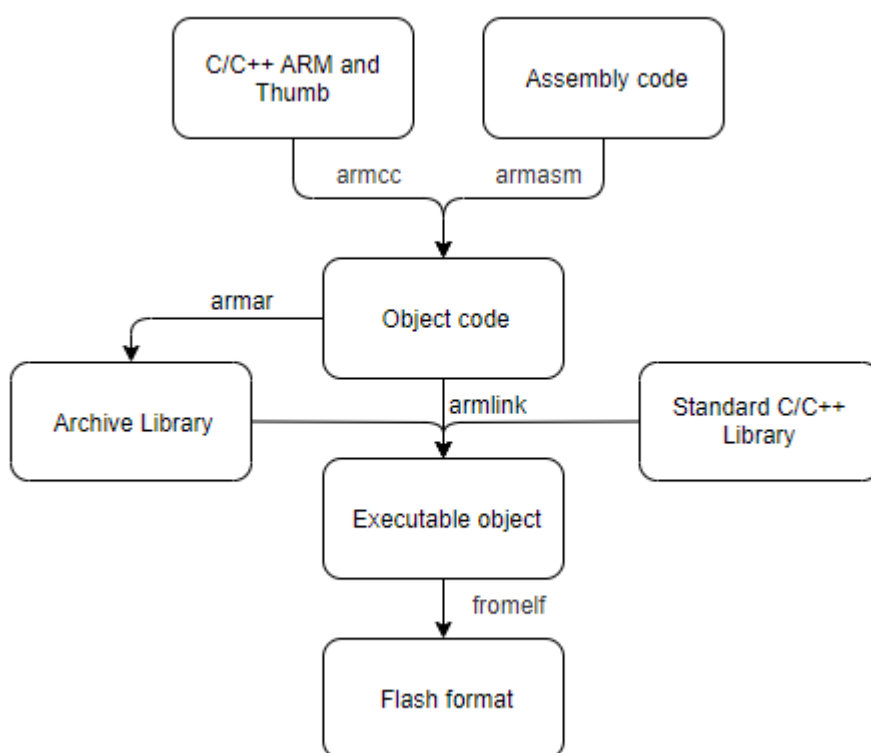 C/C++ ARM and
Thumb
Assembly code
armcc
armasm
armar
Object code
armlink
Archive Library
Standard C/C++
Library
Executable object
fromelf
Flash format